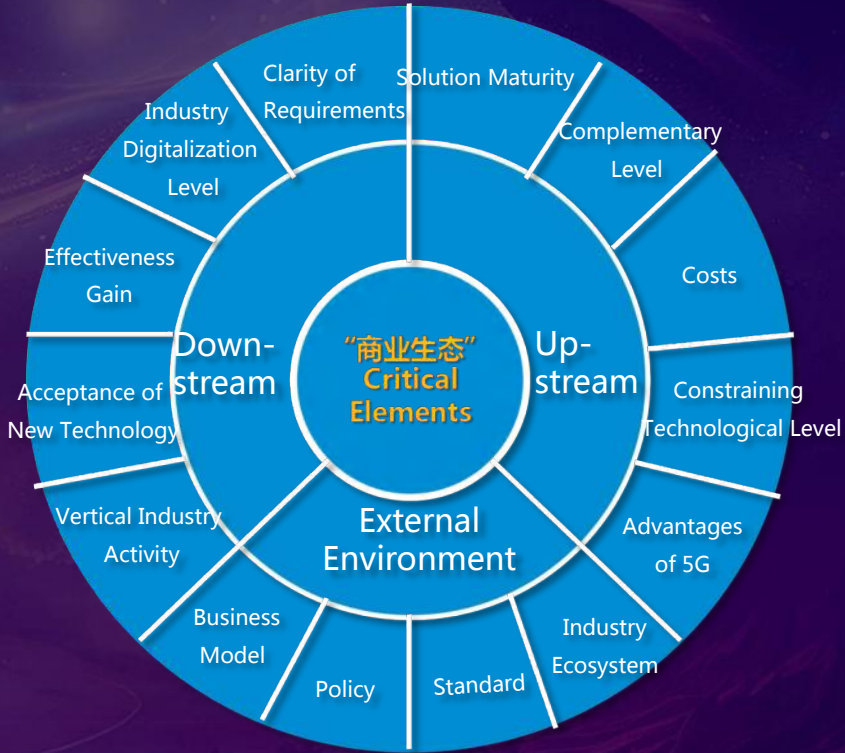 “商业生态”
Critical
Elements
Up-
stream
External
Environment
Down-
stream
Solution Maturity
Complementary
Level
Costs
Constraining
Technological Level
Advantages
of 5G
Industry
Ecosystem
Standard
Policy
Business
Model
Vertical Industry
Activity
Acceptance of
New Technology
Effectiveness
Gain
Industry
Digitalization
Level
Clarity of
Requirements